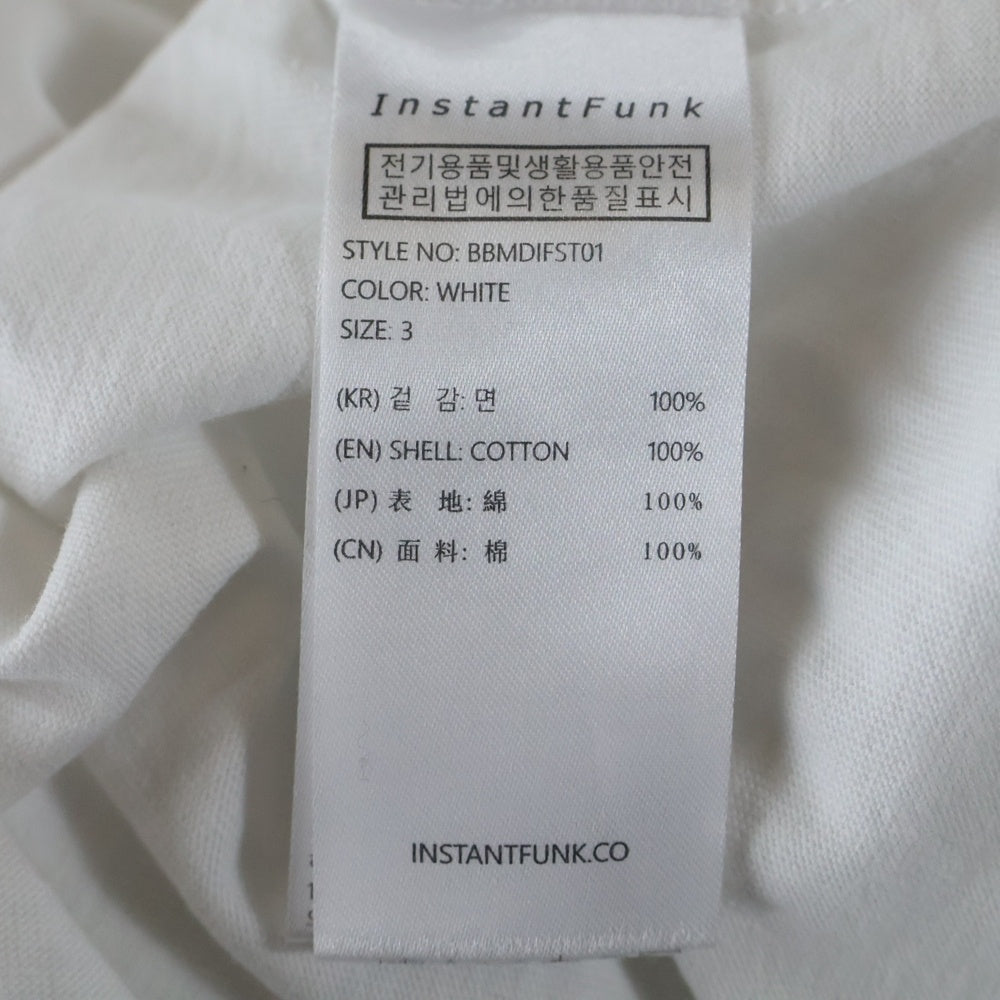 InstantFunk
전기용품및생활용품안전
관리법에의한품질표시
STYLE NO: BBMDIFST01
COLOR: WHITE
SIZE: 3
(KR) 겉 감: 면 100%
(EN) SHELL: COTTON 100%
(JP) 表 地: 綿 100%
(CN) 面 料: 棉 100%
INSTANTFUNK.CO